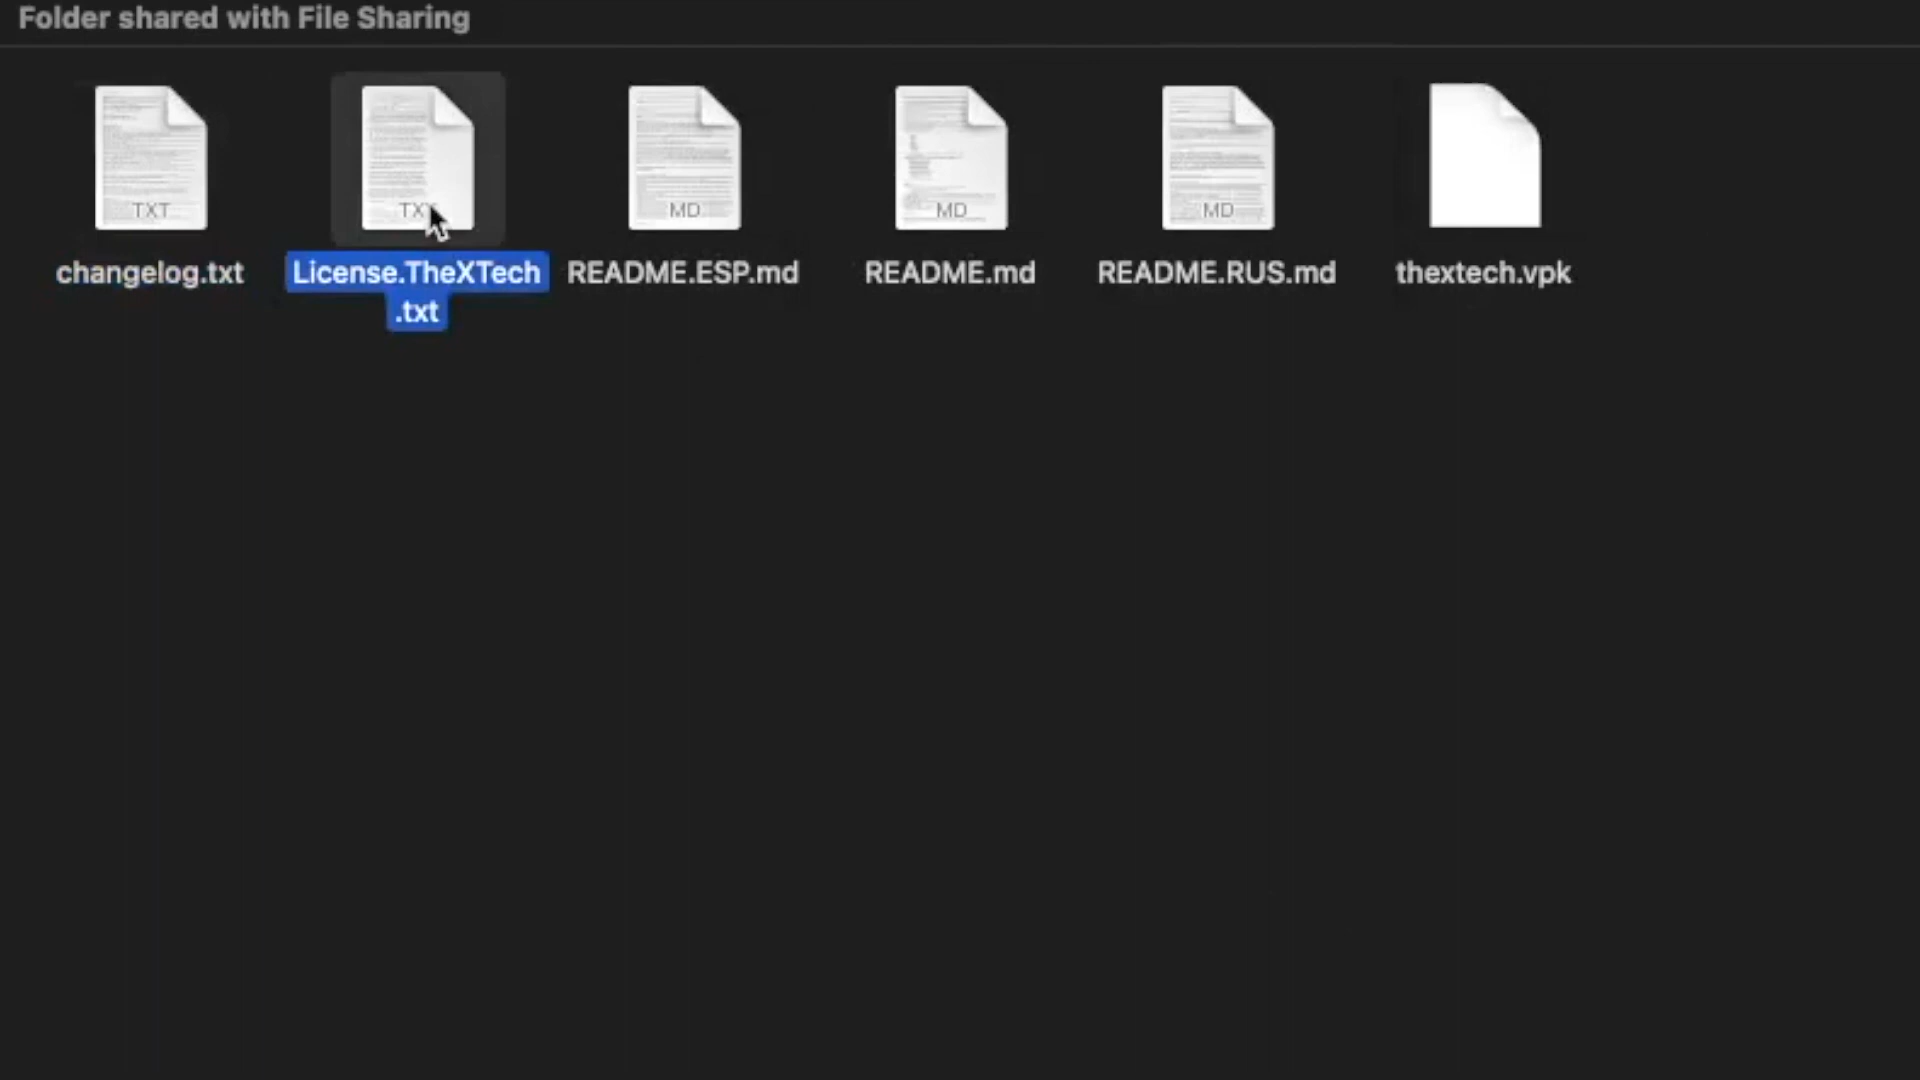 Folder shared with File Sharing
TXT
TXT
MD
MD
MD
changelog.txt
License.TheXTech
.txt
README.ESP.md
README.md
README.RUS.md
thextech.vpk